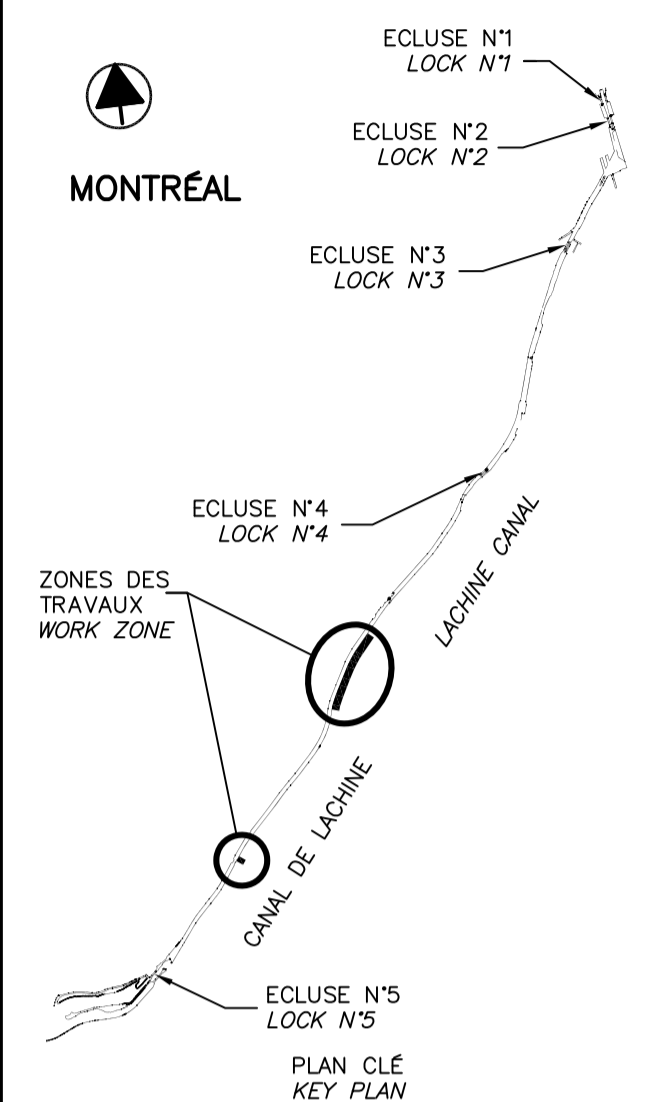 ECLUSE N°1
LOCK N°1
ECLUSE N°2
LOCK N°2
MONTRÉAL
ECLUSE N°3
LOCK N°3
ECLUSE N°4
LOCK N°4
LACHINE CANAL
ZONES DES
TRAVAUX
WORK ZONE
CANAL DE LACHINE
ECLUSE N°5
LOCK N°5
PLAN CLÉ
KEY PLAN